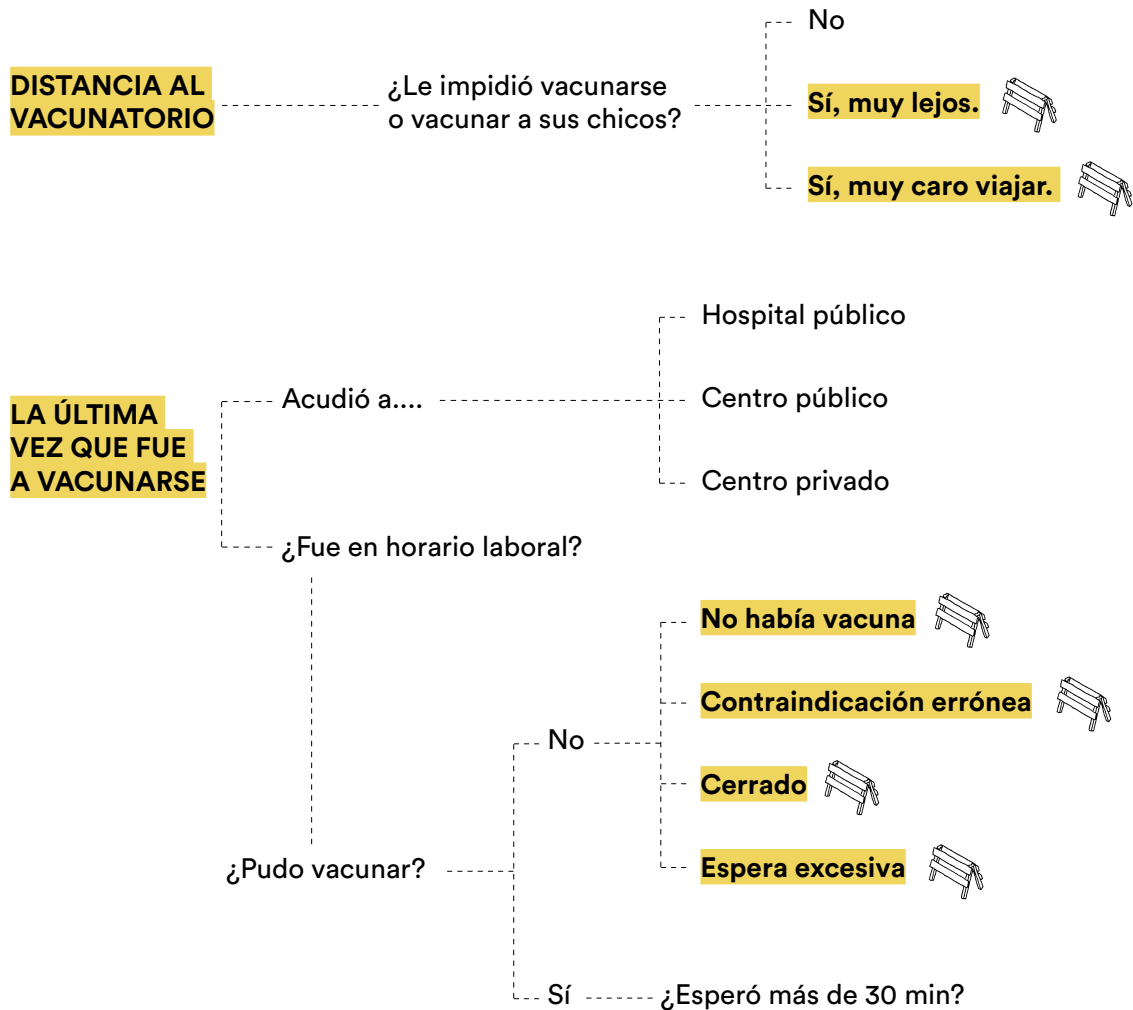 DISTANCIA AL
VACUNATORIO
¿Le impidió vacunarse
o vacunar a sus chicos?
No
Sí, muy lejos.
Sí, muy caro viajar.
LA ÚLTIMA
VEZ QUE FUE
A VACUNARSE
Acudió a....
Hospital público
Centro público
Centro privado
¿Fue en horario laboral?
¿Pudo vacunar?
No
No había vacuna
Contraindicación errónea
Cerrado
Espera excesiva
Sí
¿Esperó más de 30 min?